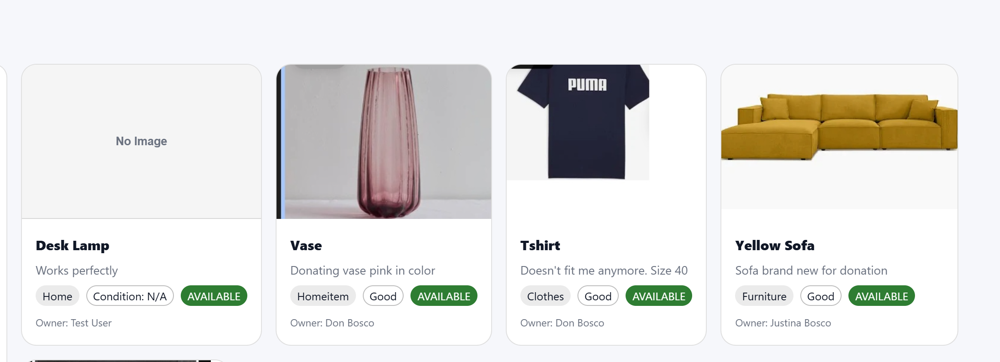 No Image
Desk Lamp
Works perfectly
Home
Condition: N/A
AVAILABLE
Owner: Test User
Vase
Donating vase pink in color
Homeitem
Good
AVAILABLE
Owner: Don Bosco
PUMA
Tshirt
Doesn't fit me anymore. Size 40
Clothes
Good
AVAILABLE
Owner: Don Bosco
Yellow Sofa
Sofa brand new for donation
Furniture
Good
AVAILABLE
Owner: Justina Bosco